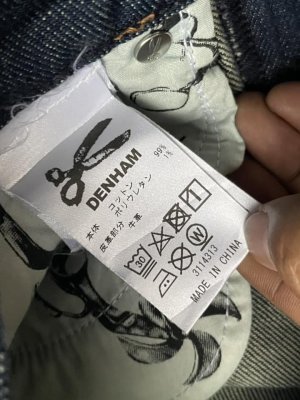 DENHAM
本体
コットン 99%
ポリウレタン 1%
皮革部分 牛革
30
W
3114313
MADE IN CHINA